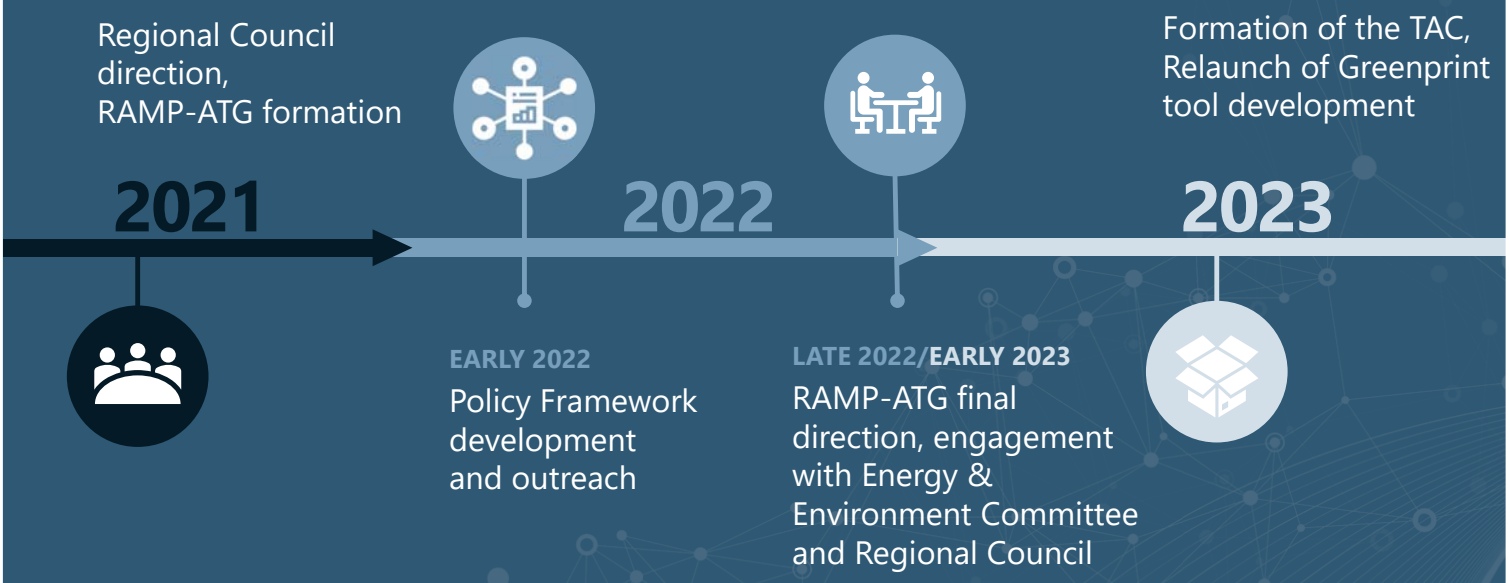 Regional Council
direction,
RAMP-ATG formation
2021
EARLY 2022
Policy Framework
development
and outreach
2022
LATE 2022/EARLY 2023
RAMP-ATG final
direction, engagement
with Energy &
Environment Committee
and Regional Council
Formation of the TAC,
Relaunch of Greenprint
tool development
2023